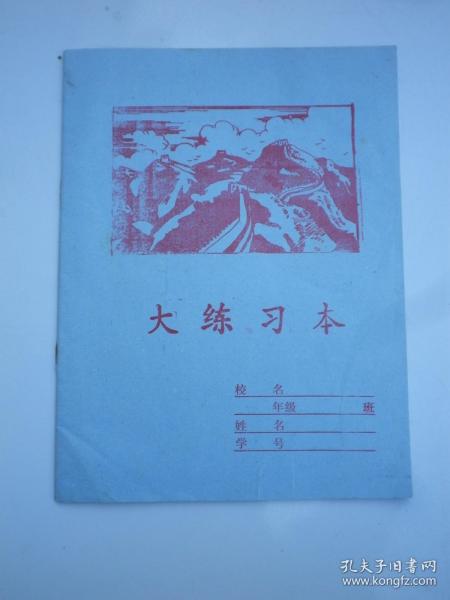 大练习本
校 名
年级 班
姓 名
学 号
孔夫子旧书网
www.kongfz.com